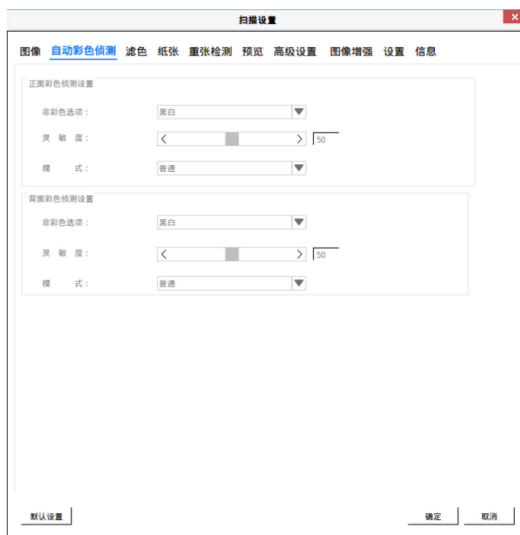 扫描设置
图像 自动彩色侦测 滤色 纸张 重张检测 预览 高级设置 图像增强 设置 信息
正面彩色侦测设置
非彩色选项： 黑白
灵 敏 度： 50
模 式： 普通
背面彩色侦测设置
非彩色选项： 黑白
灵 敏 度： 50
模 式： 普通
默认设置 确定 取消